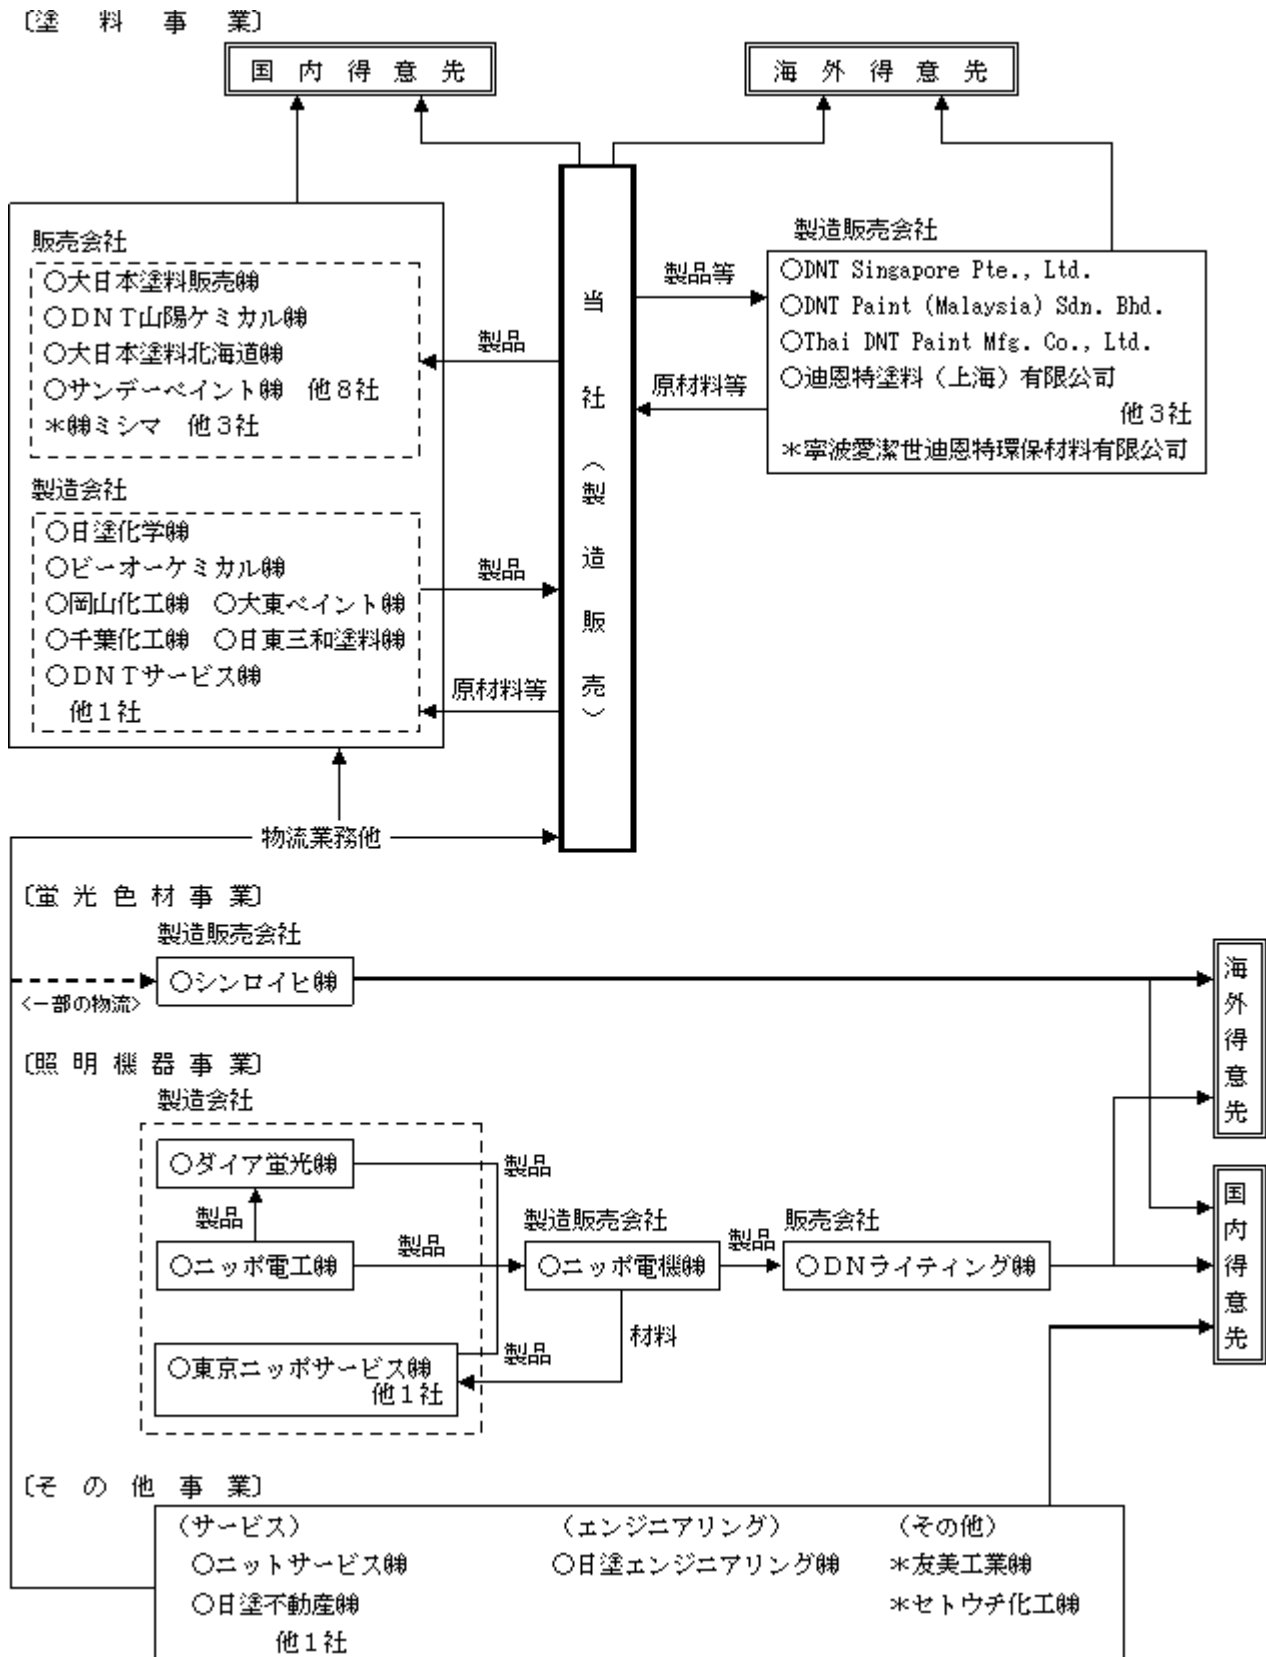 〔塗料事業〕
国内得意先
海外得意先
販売会社
○大日本塗料販売㈱
○ＤＮＴ山陽ケミカル㈱
○大日本塗料北海道㈱
○サンデーペイント㈱　他８社
＊㈱ミシマ　他３社
製造会社
○日塗化学㈱
○ビーオーケミカル㈱
○岡山化工㈱　○大東ペイント㈱
○千葉化工㈱　○日東三和塗料㈱
○ＤＮＴサービス㈱
他１社
製品
製品
原材料等
当社（製造販売）
製品等
原材料等
製造販売会社
○DNT Singapore Pte., Ltd.
○DNT Paint (Malaysia) Sdn. Bhd.
○Thai DNT Paint Mfg. Co., Ltd.
○迪恩特塗料（上海）有限公司
他３社
＊寧波愛潔世迪恩特環保材料有限公司
物流業務他
〔蛍光色材事業〕
製造販売会社
○シンロイヒ㈱
<一部の物流>
海外得意先
〔照明機器事業〕
製造会社
○ダイア蛍光㈱
製品
製品
○ニッポ電工㈱
製品
製造販売会社
○ニッポ電機㈱
製品
販売会社
○ＤＮライティング㈱
国内得意先
材料
製品
○東京ニッポサービス㈱
他１社
〔その他事業〕
（サービス）
○ニットサービス㈱
○日塗不動産㈱
他１社
（エンジニアリング）
○日塗エンジニアリング㈱
（その他）
＊友美工業㈱
＊セトウチ化工㈱